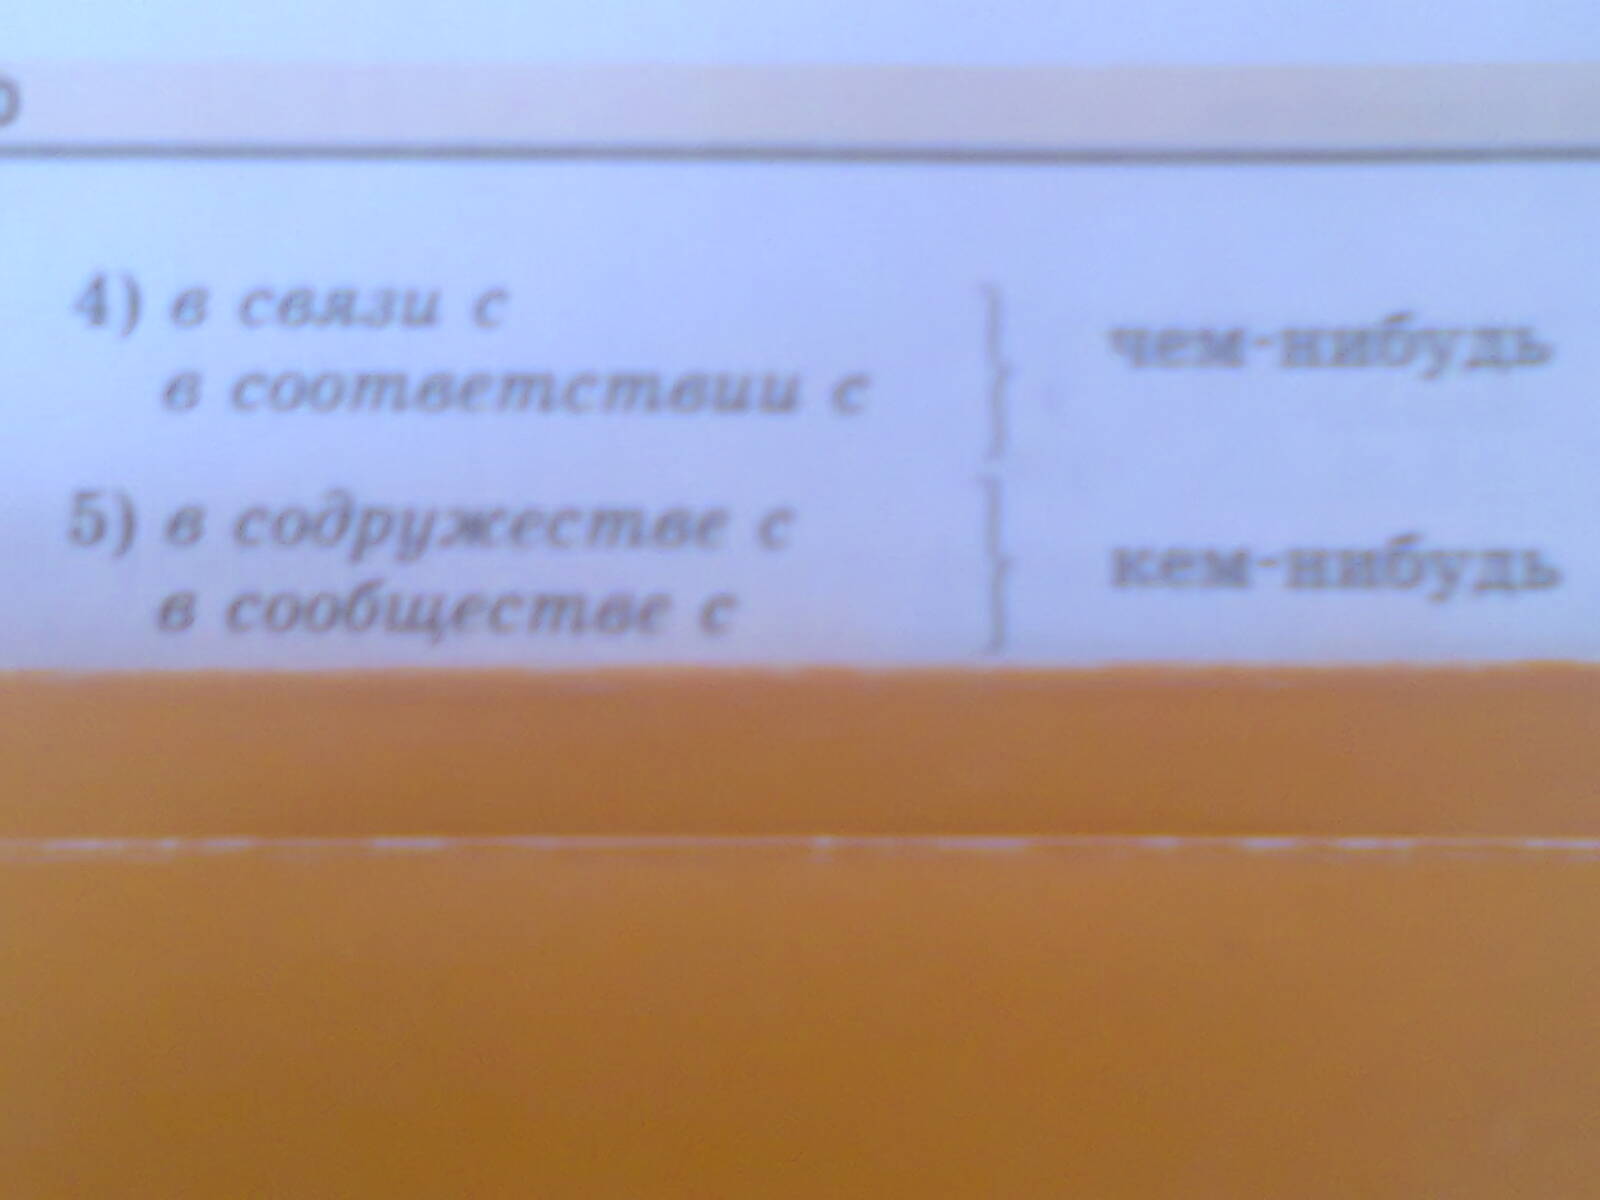 4) в связи с
чем-нибудь
в соответствии с
5) в содружестве с
кем-нибудь
в сообществе с